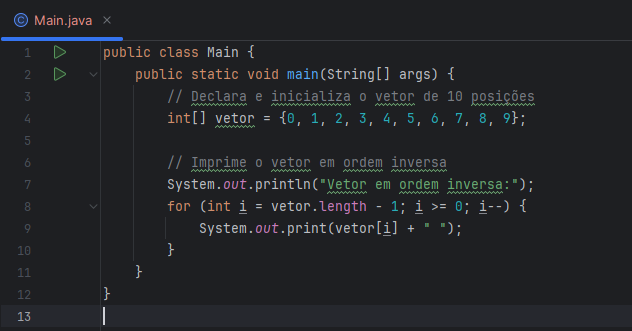 Main.java
1 public class Main {
2 public static void main(String[] args) {
3 // Declara e inicializa o vetor de 10 posições
4 int[] vetor = {0, 1, 2, 3, 4, 5, 6, 7, 8, 9};
5
6 // Imprime o vetor em ordem inversa
7 System.out.println("Vetor em ordem inversa:");
8 for (int i = vetor.length - 1; i >= 0; i--) {
9 System.out.print(vetor[i] + " ");
10 }
11 }
12 }
13